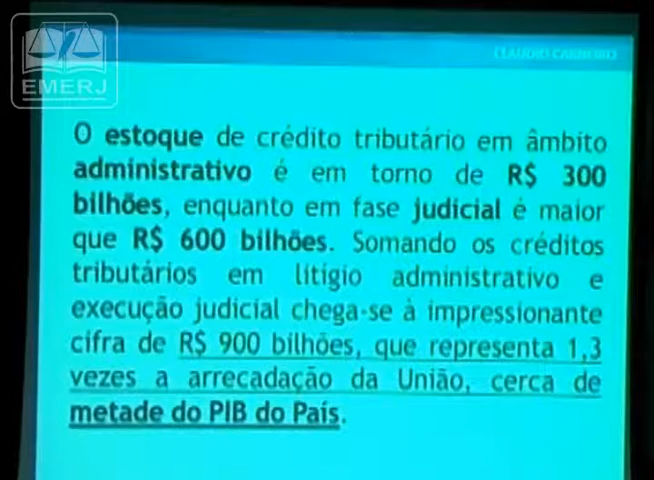 EMERJ
CLAUDIO CARNEIRO
O estoque de crédito tributário em âmbito
administrativo é em torno de R$ 300
bilhões, enquanto em fase judicial é maior
que R$ 600 bilhões. Somando os créditos
tributários em litígio administrativo e
execução judicial chega-se à impressionante
cifra de R$ 900 bilhões, que representa 1,3
vezes a arrecadação da União, cerca de
metade do PIB do País.